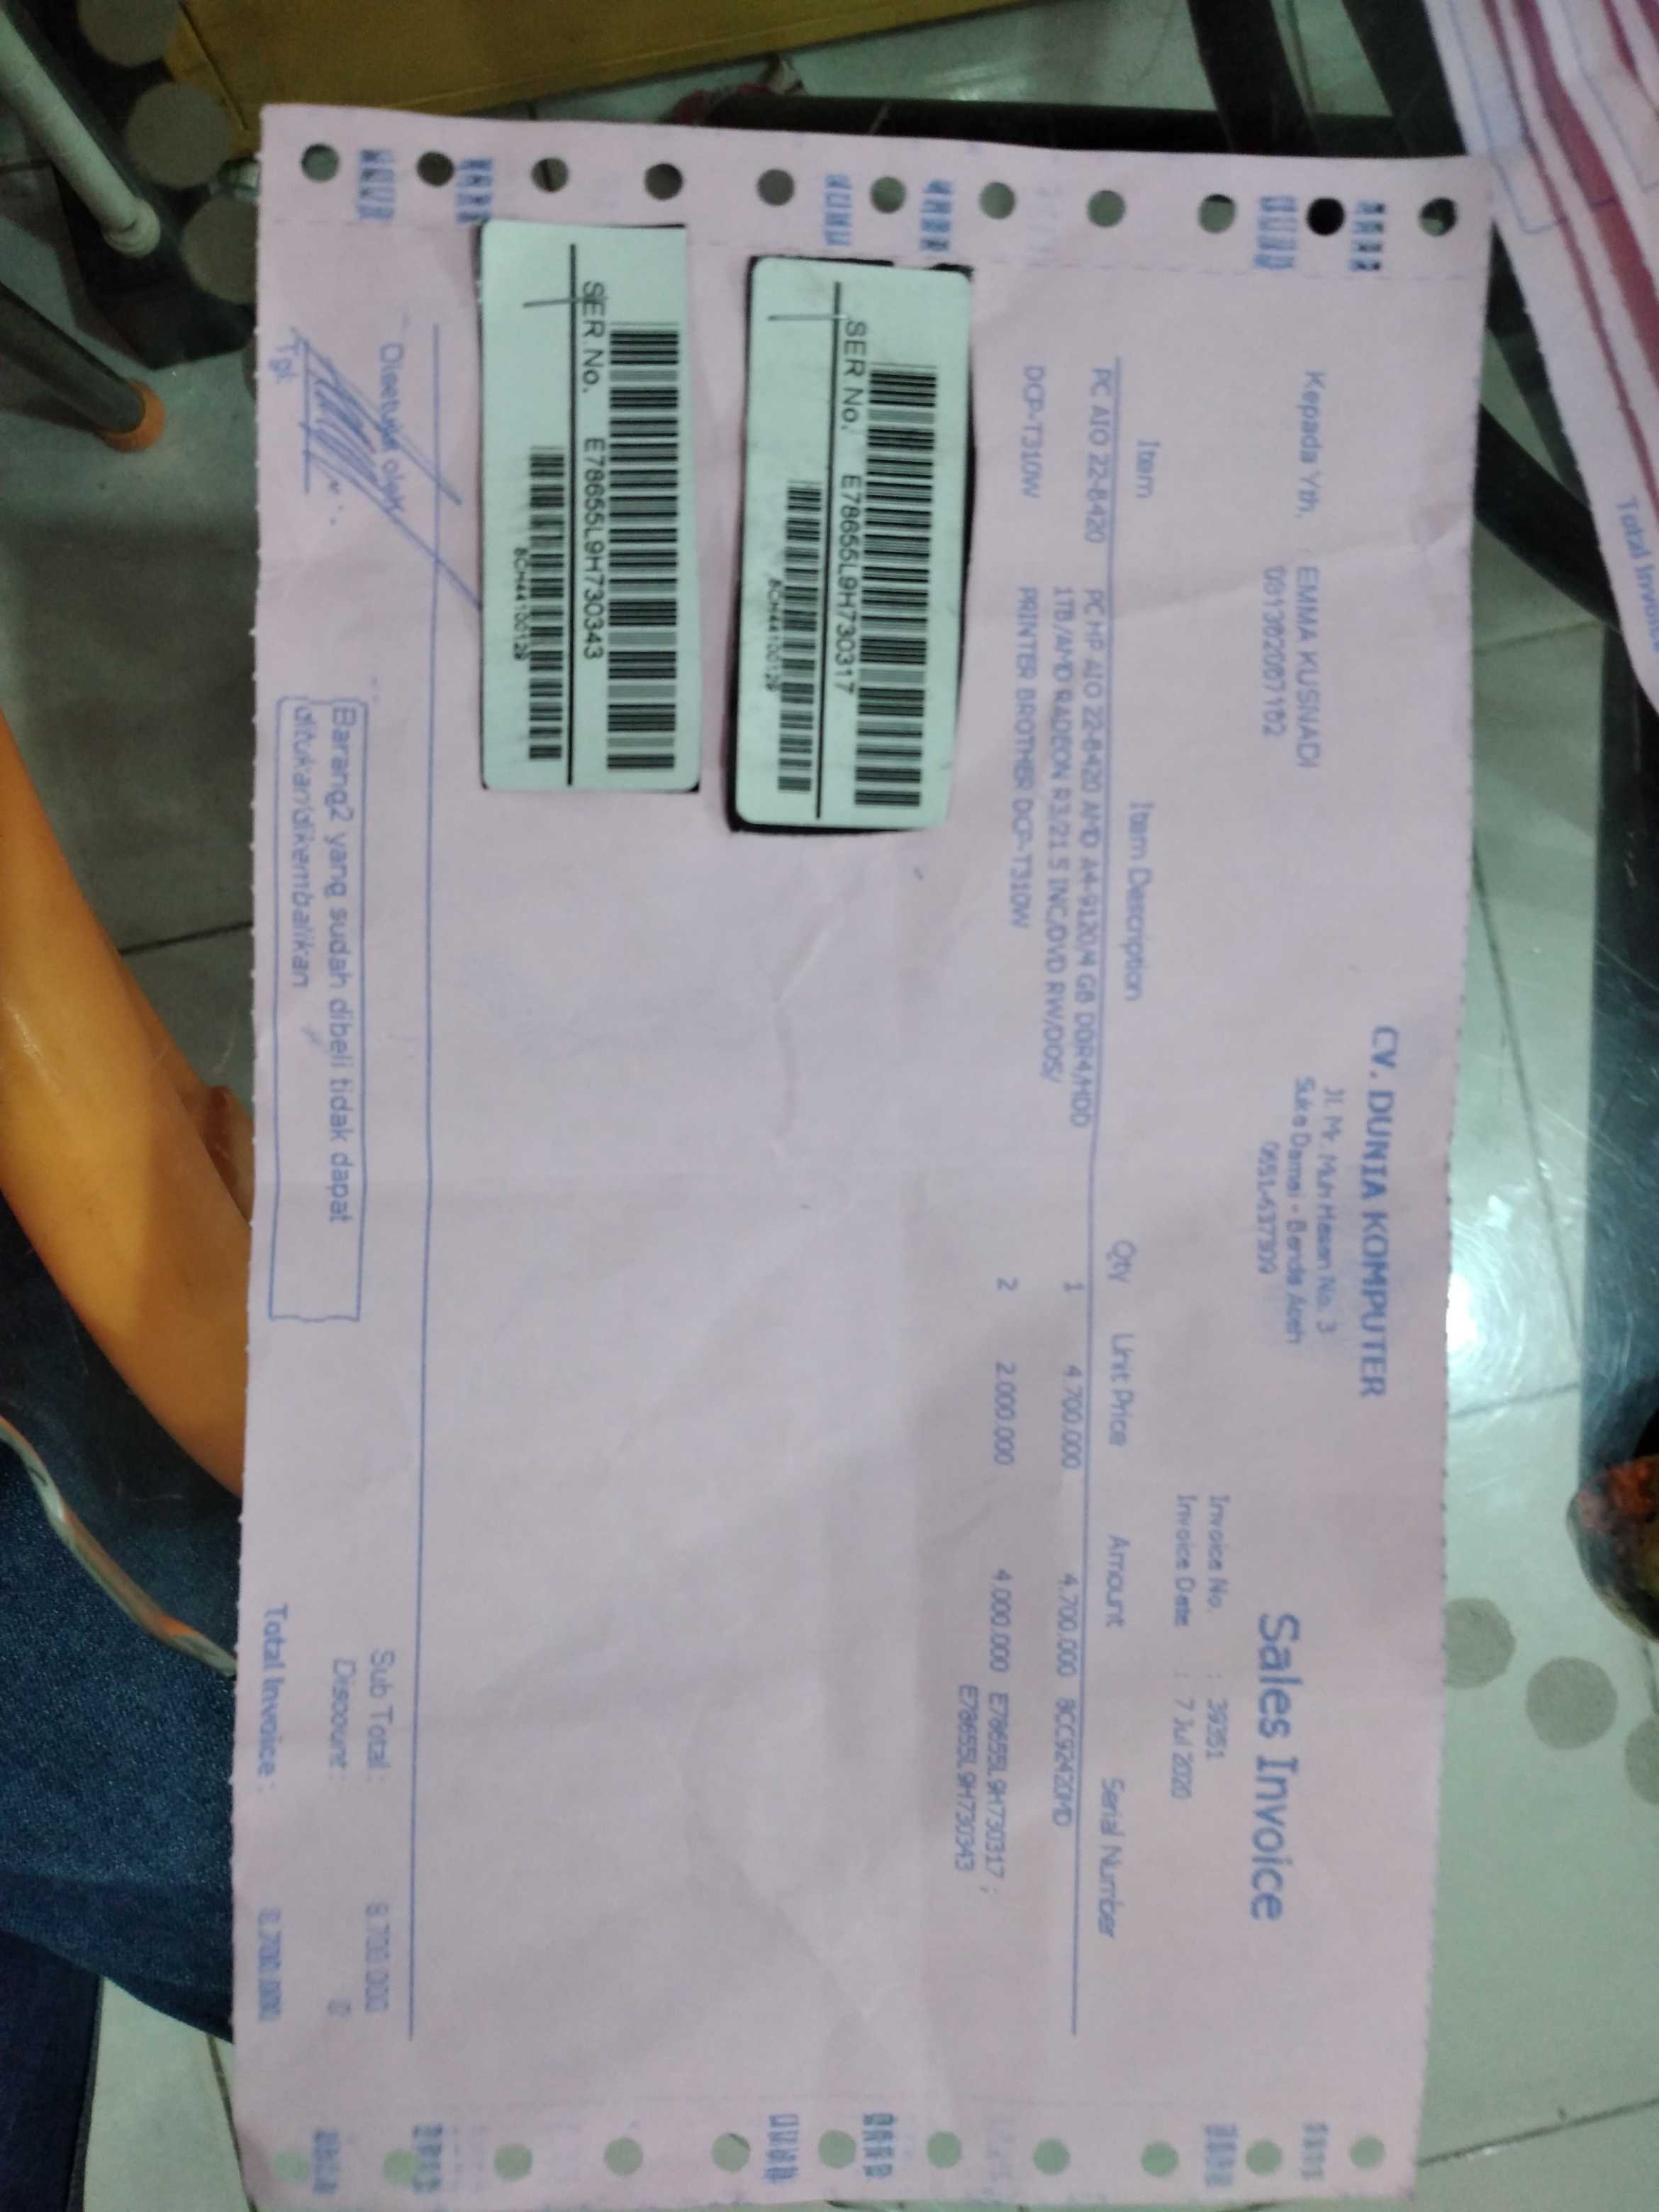 CV. DUNIA KOMPUTER
Jl. Mr. Muh Hasan No. 3
Suka Damai - Banda Aceh
0651-637309
Sales Invoice
Kepada Yth. EMMA KUSNADI
Invoice No. : 39351
Invoice Date : 7 Jul 2020
Item Item Description Qty Unit Price Amount Serial Number
PC AIO 22-B420 PC HP AIO 22-B420 AMD A4-9120/4 GB DDR4/HDD 1 4.700.000 4.700.000 8CC92420MD
1TB/AMD RADEON R3/21.5 INC/DVD RW/DOS/
DCP-T310W PRINTER BROTHER DCP-T310W 2 2.000.000 4.000.000 E78655L9H730317 ;
E78655L9H730343
SER No. E78655L9H730317
8CH44100129
SER No. E78655L9H730343
8CH44100129
Disetujui oleh,
Tgl.
Barang2 yang sudah dibeli tidak dapat
ditukar/dikembalikan
Sub Total : 8.700.000
Discount : 0
Total Invoice : 8.700.000
Total Invoice